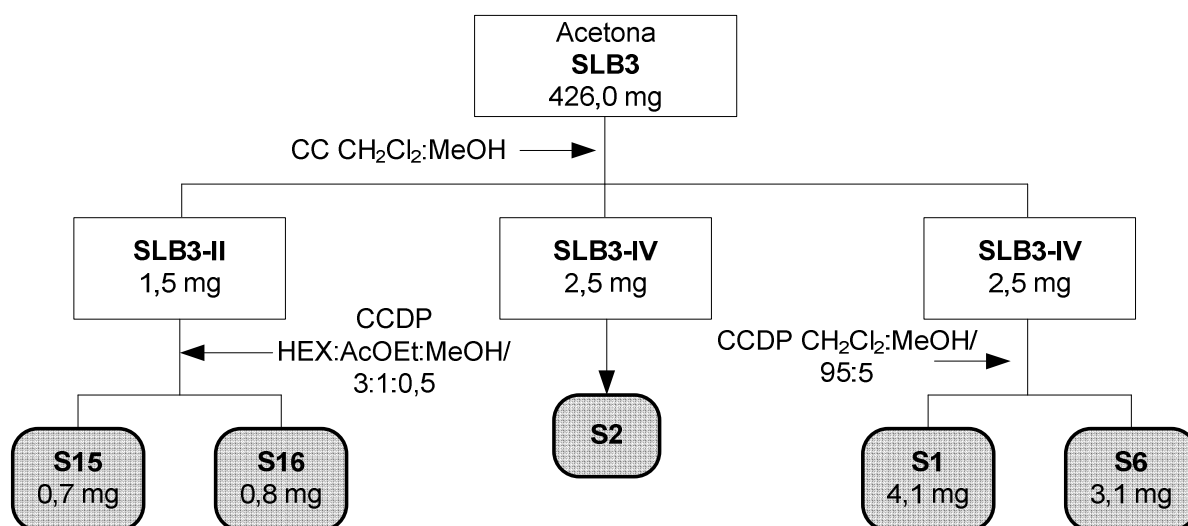 Acetona
SLB3
426,0 mg
CC CH₂Cl₂:MeOH
SLB3-II
1,5 mg
SLB3-IV
2,5 mg
SLB3-IV
2,5 mg
CCDP
HEX:AcOEt:MeOH/
3:1:0,5
CCDP CH₂Cl₂:MeOH/
95:5
S15
0,7 mg
S16
0,8 mg
S2
S1
4,1 mg
S6
3,1 mg